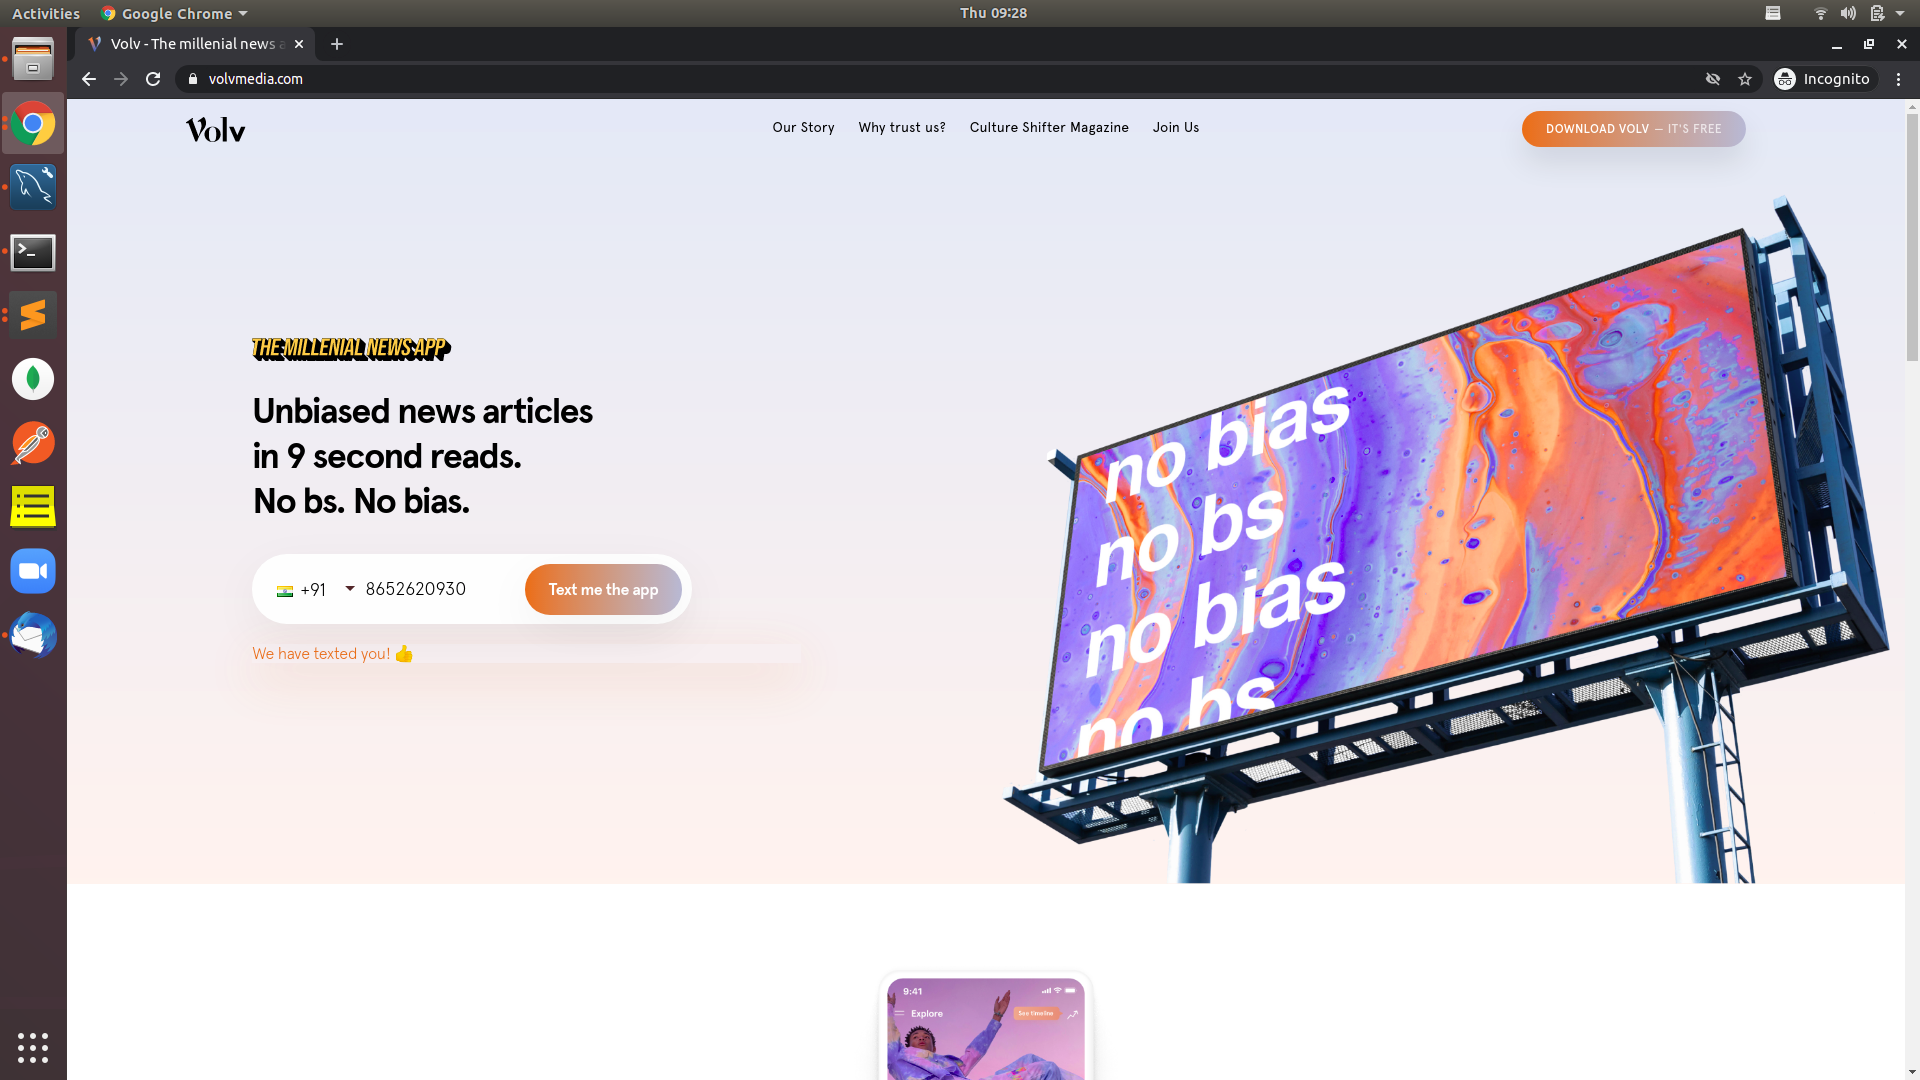 Activities
Google Chrome
Thu 09:28
Volv - The millenial news a
volvmedia.com
Incognito
Volv
Our Story
Why trust us?
Culture Shifter Magazine
Join Us
DOWNLOAD VOLV — IT'S FREE
THE MILLENIAL NEWS APP
Unbiased news articles
in 9 second reads.
No bs. No bias.
+91
8652620930
Text me the app
We have texted you! 👍
no bias
no bs
no bias
no bs
9:41
Explore
See timeline